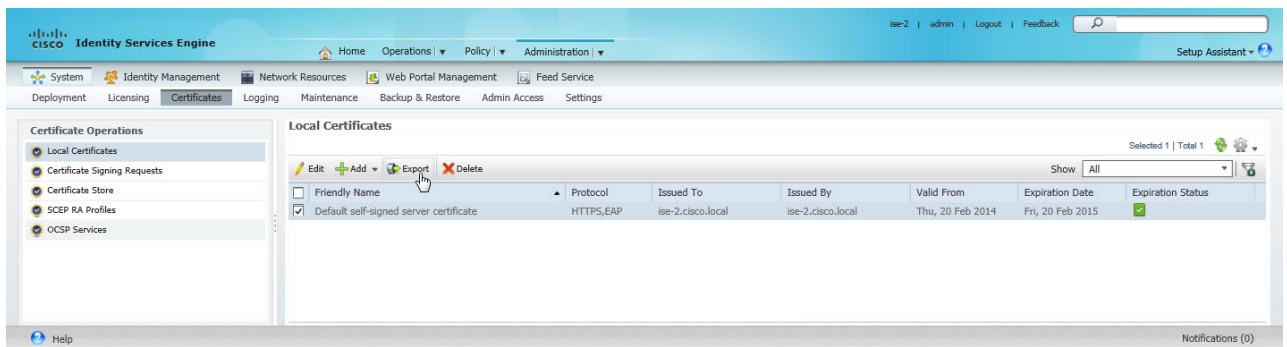 ise-2 | admin | Logout | Feedback
CISCO Identity Services Engine
Home Operations | Policy | Administration |
Setup Assistant
System Identity Management Network Resources Web Portal Management Feed Service
Deployment Licensing Certificates Logging Maintenance Backup & Restore Admin Access Settings
Certificate Operations
Local Certificates
Certificate Signing Requests
Certificate Store
SCEP RA Profiles
OCSP Services
Local Certificates
Selected 1 | Total 1
Edit Add Export Delete
Show All
Friendly Name Protocol Issued To Issued By Valid From Expiration Date Expiration Status
Default self-signed server certificate HTTPS,EAP ise-2.cisco.local ise-2.cisco.local Thu, 20 Feb 2014 Fri, 20 Feb 2015
Help
Notifications (0)